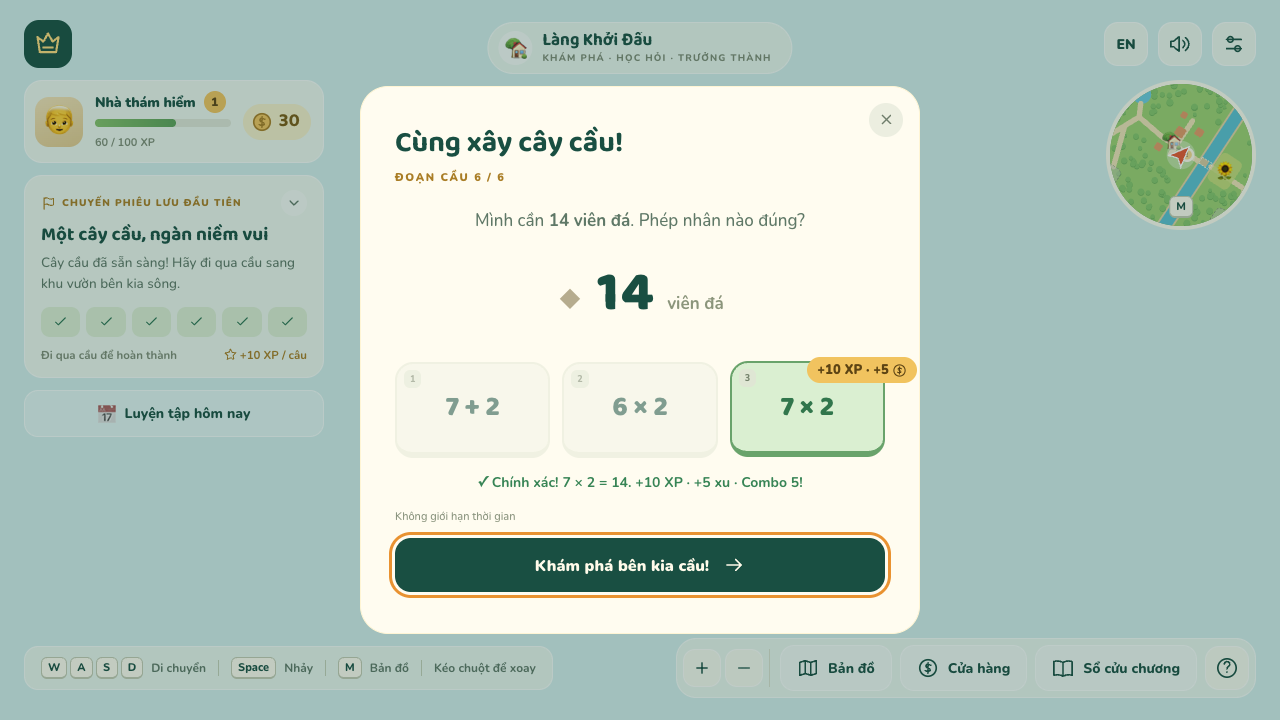 Làng Khởi Đầu
KHÁM PHÁ · HỌC HỎI · TRƯỞNG THÀNH
EN
Nhà thám hiểm 1
60 / 100 XP
30
CHUYẾN PHIÊU LƯU ĐẦU TIÊN
Một cây cầu, ngàn niềm vui
Cây cầu đã sẵn sàng! Hãy đi qua cầu sang
khu vườn bên kia sông.
Đi qua cầu để hoàn thành
+10 XP / câu
Luyện tập hôm nay
Cùng xây cây cầu!
ĐOẠN CẦU 6 / 6
Mình cần 14 viên đá. Phép nhân nào đúng?
14 viên đá
1
7 + 2
2
6 × 2
3
7 × 2
+10 XP · +5
✓ Chính xác! 7 × 2 = 14. +10 XP · +5 xu · Combo 5!
Không giới hạn thời gian
Khám phá bên kia cầu! →
M
W A S D Di chuyển
Space Nhảy
M Bản đồ
Kéo chuột để xoay
+ −
Bản đồ
Cửa hàng
Sổ cửu chương
?